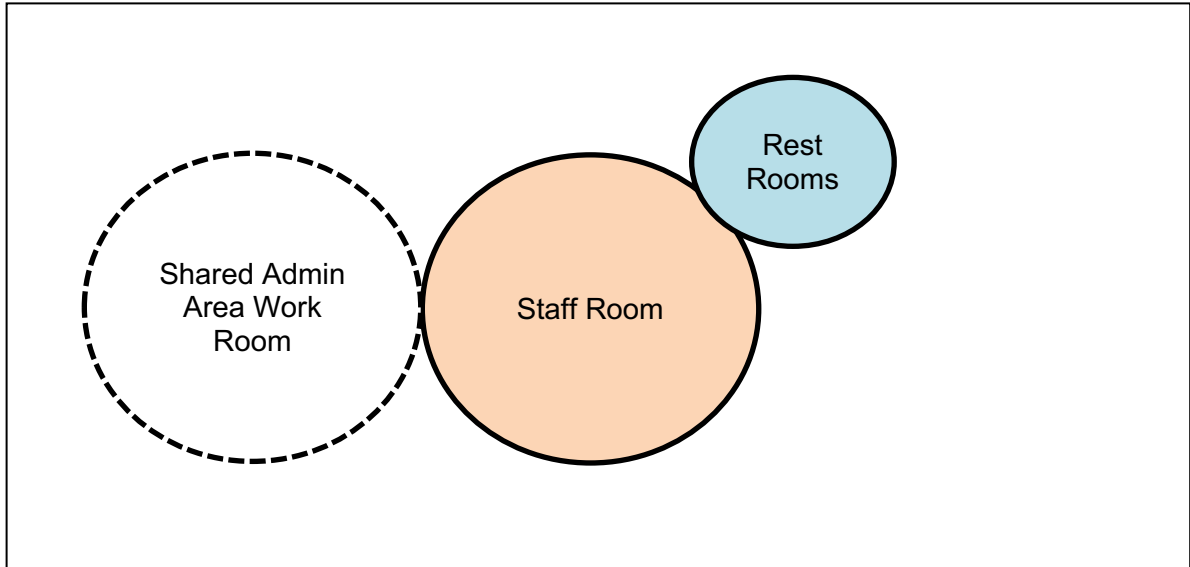 Shared Admin
Area Work
Room
Staff Room
Rest
Rooms